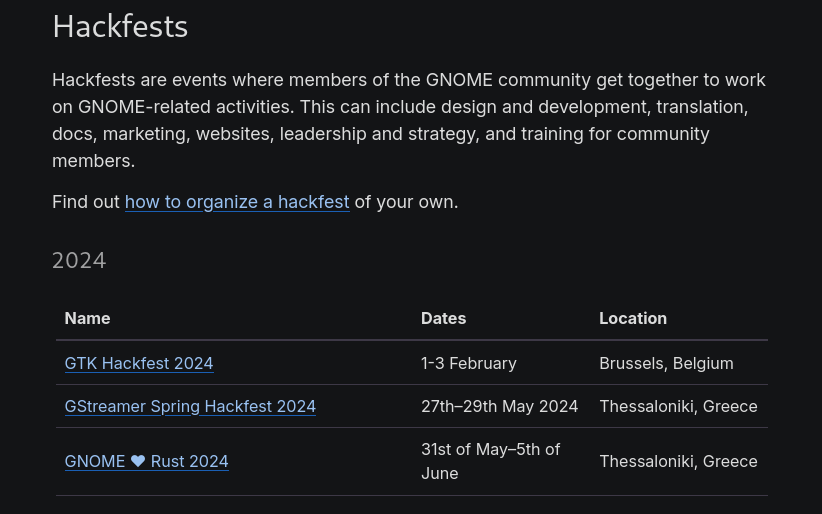 Hackfests
Hackfests are events where members of the GNOME community get together to work
on GNOME-related activities. This can include design and development, translation,
docs, marketing, websites, leadership and strategy, and training for community
members.
Find out how to organize a hackfest of your own.
2024
Name Dates Location
GTK Hackfest 2024 1-3 February Brussels, Belgium
GStreamer Spring Hackfest 2024 27th–29th May 2024 Thessaloniki, Greece
GNOME ♥ Rust 2024 31st of May–5th of June Thessaloniki, Greece